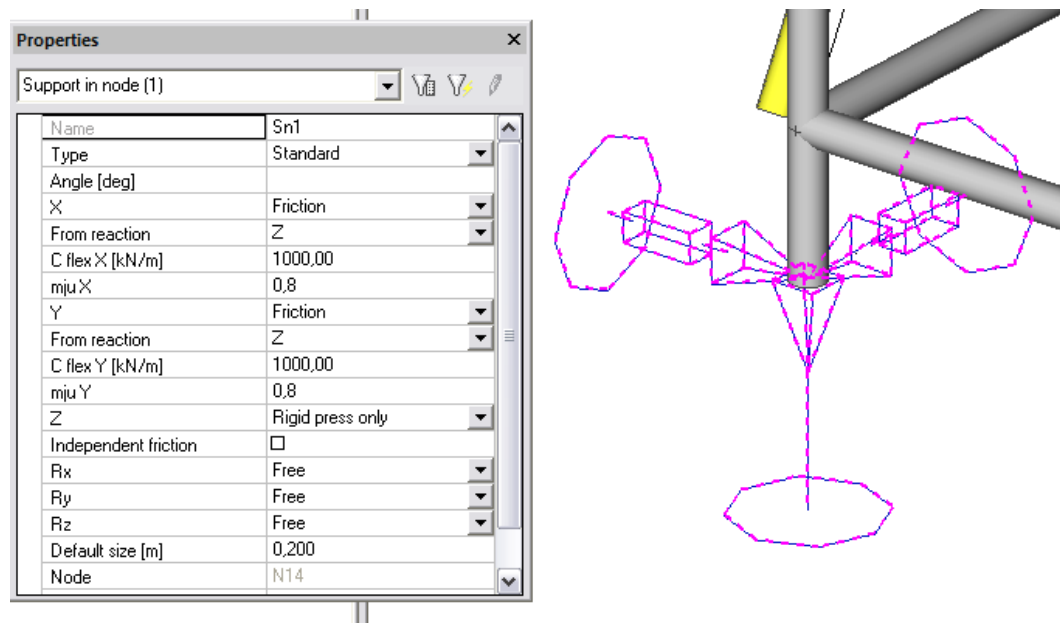 Properties
Support in node (1)
Name Sn1
Type Standard
Angle [deg]
X Friction
From reaction Z
C flex X [kN/m] 1000,00
mju X 0,8
Y Friction
From reaction Z
C flex Y [kN/m] 1000,00
mju Y 0,8
Z Rigid press only
Independent friction
Rx Free
Ry Free
Rz Free
Default size [m] 0,200
Node N14